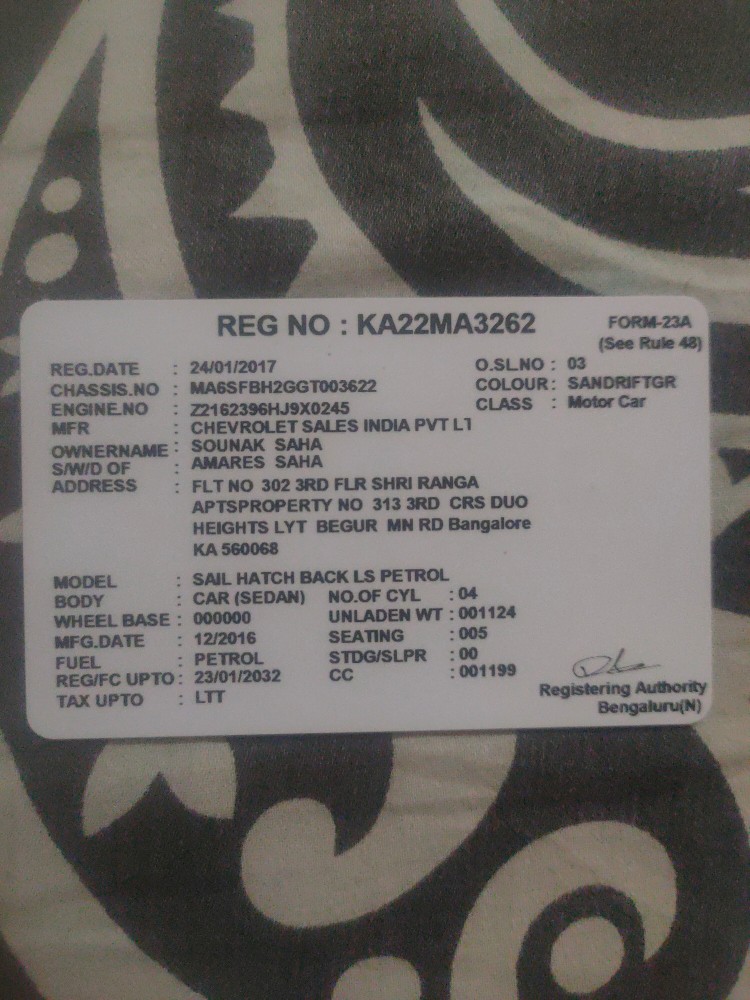 REG NO : KA22MA3262
FORM-23A
(See Rule 48)
REG.DATE : 24/01/2017 O.SL.NO : 03
CHASSIS.NO : MA6SFBH2GGT003622 COLOUR : SANDRIFTGR
ENGINE.NO : Z2162396HJ9X0245 CLASS : Motor Car
MFR : CHEVROLET SALES INDIA PVT LT
OWNERNAME : SOUNAK SAHA
S/W/D OF : AMARES SAHA
ADDRESS : FLT NO 302 3RD FLR SHRI RANGA
APTSPROPERTY NO 313 3RD CRS DUO
HEIGHTS LYT BEGUR MN RD Bangalore
KA 560068
MODEL : SAIL HATCH BACK LS PETROL
BODY : CAR (SEDAN) NO.OF CYL : 04
WHEEL BASE : 000000 UNLADEN WT : 001124
MFG.DATE : 12/2016 SEATING : 005
FUEL : PETROL STDG/SLPR : 00
REG/FC UPTO : 23/01/2032 CC : 001199
TAX UPTO : LTT
Registering Authority
Bengaluru(N)